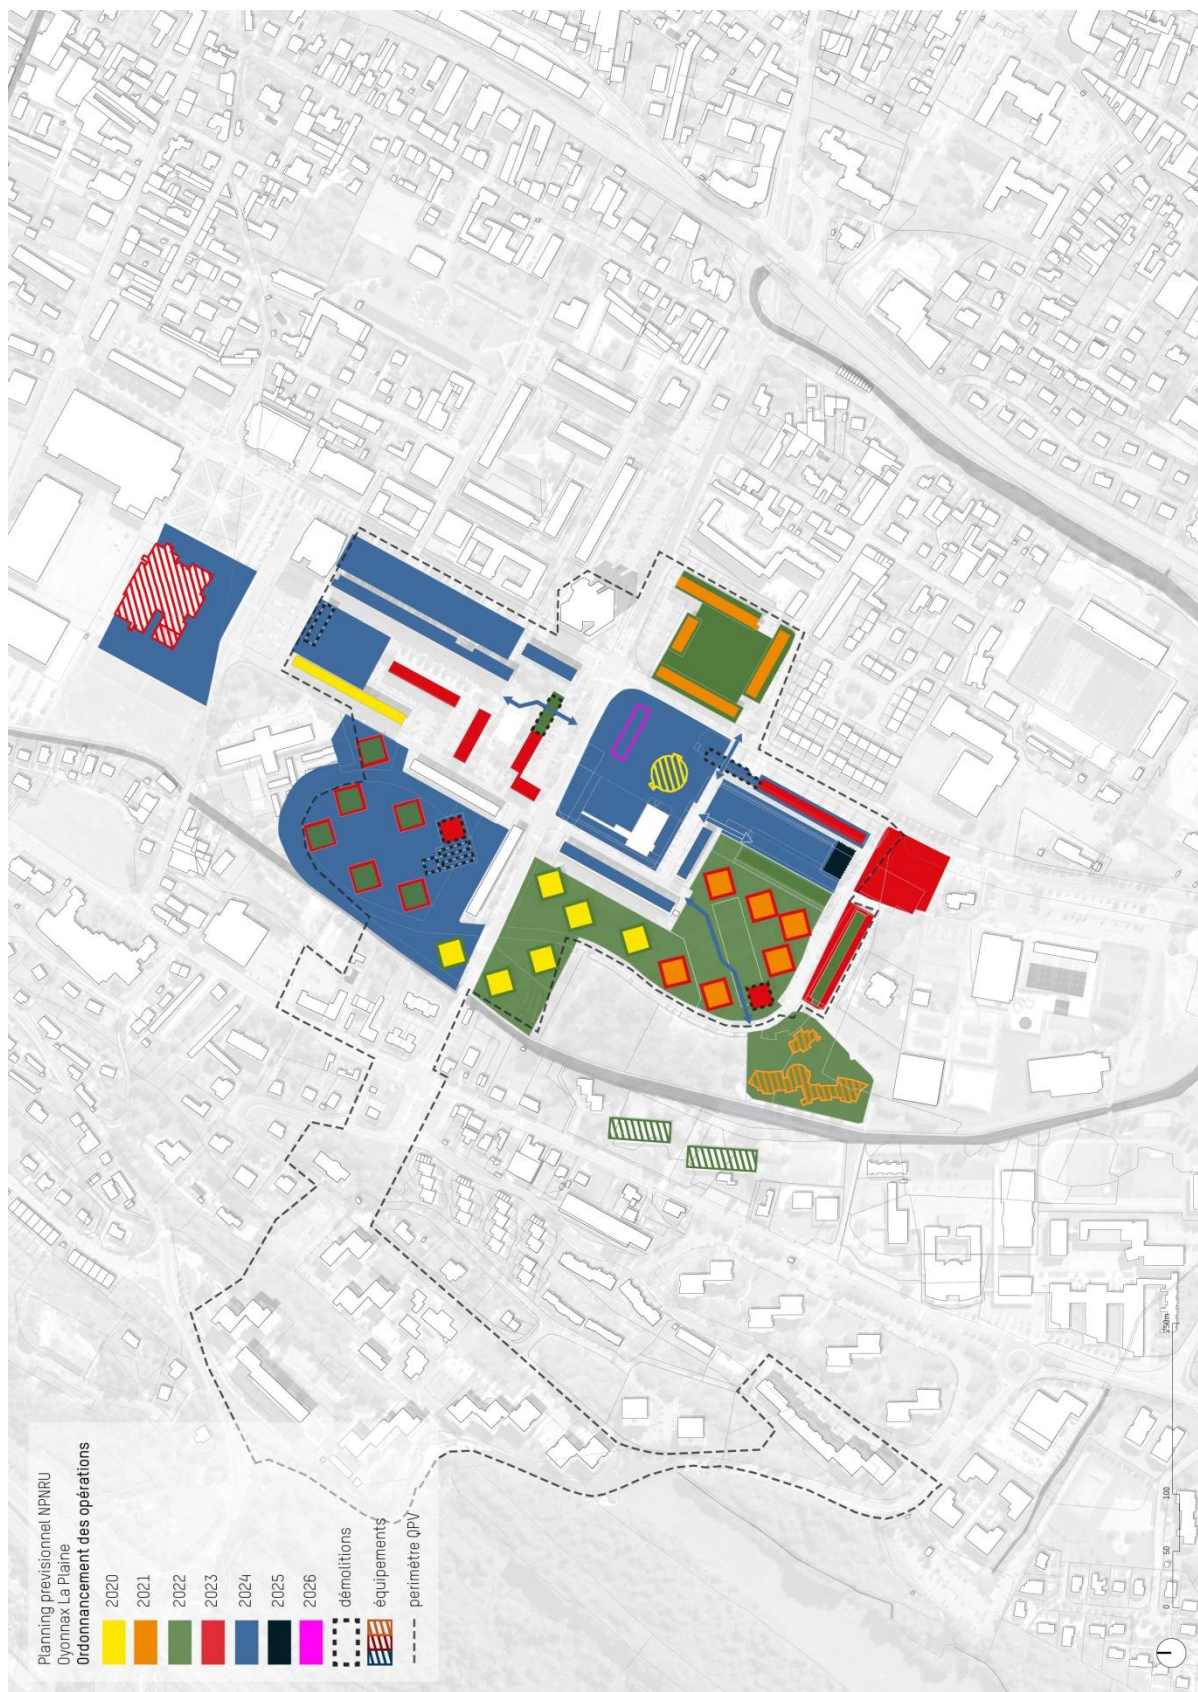 Planning prévisionnel NPNRU
Oyonnax La Plaine
Ordonnancement des opérations
2020
2021
2022
2023
2024
2025
2026
démolitions
équipements
perimètre QPV
0 50 100 250m